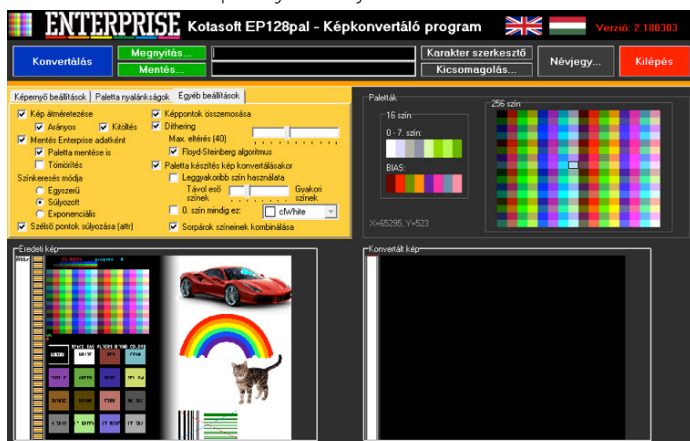 ENTERPRISE Kotasoft EP128pal - Képkonvertáló program Verzió: 2.180303
Konvertálás
Megnyitás...
Mentés...
Karakter szerkesztő
Kicsomagolás...
Névjegy...
Kilépés
Képernyő beállítások Paletta nyalánkságok Egyéb beállítások
Kép átméretezése
Arányos Kitöltés
Mentés Enterprise adatként
Paletta mentése is
Tömörítés
Színkeresés módja
Egyszerű
Súlyozott
Exponenciális
Szélső pontok súlyozása (attr)
Képpontok összemosása
Dithering
Max. eltérés (40)
Floyd-Steinberg algoritmus
Paletta készítés kép konvertálásakor
Leggyakoribb szín használata
Távol eső színek
Gyakori színek
0. szín mindig ez: clWhite
Sorpárok színeinek kombinálása
Paletták
16 szín
0 - 7. szín:
BIAS:
256 szín
X=65295, Y=523
Eredeti kép
Konvertált kép